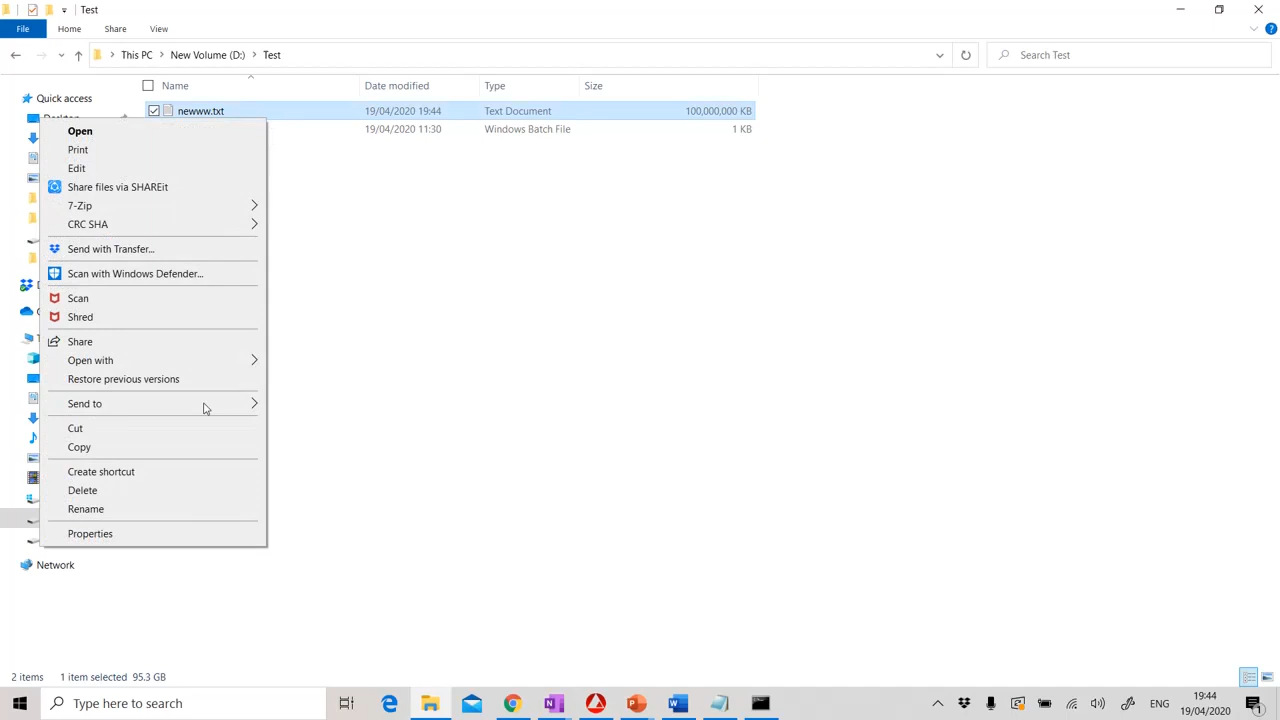 Test
File Home Share View
This PC New Volume (D:) Test
Search Test
Name Date modified Type Size
Quick access
newww.txt 19/04/2020 19:44 Text Document 100,000,000 KB
19/04/2020 11:30 Windows Batch File 1 KB
Open
Print
Edit
Share files via SHAREit
7-Zip
CRC SHA
Send with Transfer...
Scan with Windows Defender...
Scan
Shred
Share
Open with
Restore previous versions
Send to
Cut
Copy
Create shortcut
Delete
Rename
Properties
Network
2 items 1 item selected 95.3 GB
Type here to search
ENG
19:44
19/04/2020
1